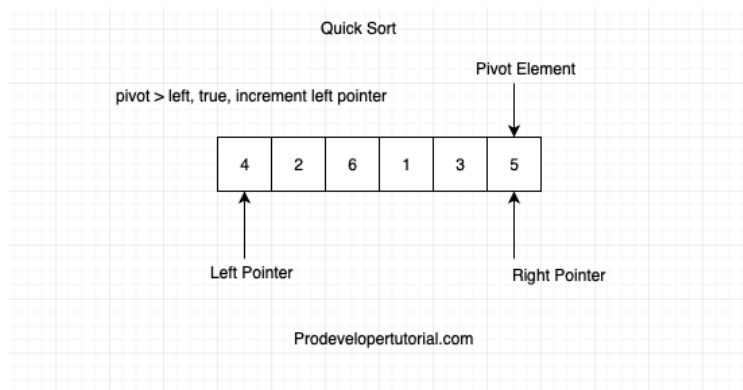 Quick Sort
Pivot Element
pivot > left, true, increment left pointer
4 2 6 1 3 5
Left Pointer
Right Pointer
Prodevelopertutorial.com